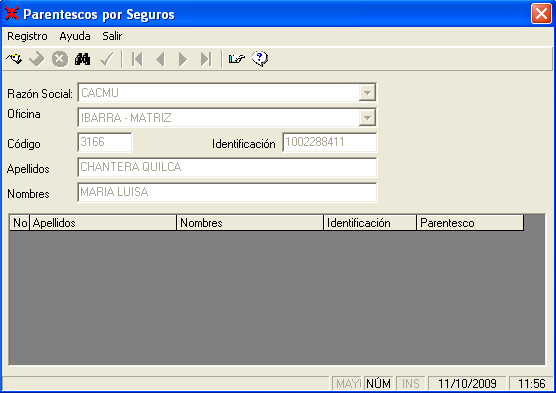 Parentescos por Seguros
Registro Ayuda Salir
Razón Social: CACMU
Oficina IBARRA - MATRIZ
Código 3166 Identificación 1002288411
Apellidos CHANTERA QUILCA
Nombres MARIA LUISA
No Apellidos Nombres Identificación Parentesco
MAYÚ NÚM INS 11/10/2009 11:56